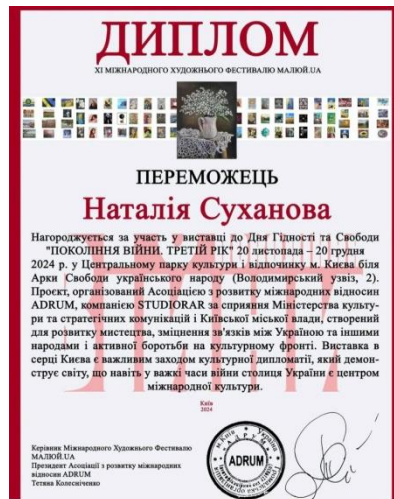 ДИПЛОМ
XI МІЖНАРОДНОГО ХУДОЖНЬОГО ФЕСТИВАЛЮ МАЛЮЙ.UA
ПЕРЕМОЖЕЦЬ
Наталія Суханова
Нагороджується за участь у виставці до Дня Гідності та Свободи
"ПОКОЛІННЯ ВІЙНИ. ТРЕТІЙ РІК" 20 листопада – 20 грудня
2024 р. у Центральному парку культури і відпочинку м. Києва біля
Арки Свободи українського народу (Володимирський узвіз, 2).
Проєкт, організований Асоціацією з розвитку міжнародних відносин
ADRUM, компанією STUDIORAR за сприяння Міністерства культу-
ри та стратегічних комунікацій і Київської міської влади, створений
для розвитку мистецтва, зміцнення зв'язків між Україною та іншими
народами і активної боротьби на культурному фронті. Виставка в
серці Києва є важливим заходом культурної дипломатії, який демон-
струє світу, що навіть у важкі часи війни столиця України є центром
міжнародної культури.
Київ
2024
Керівник Міжнародного Художнього Фестивалю
МАЛЮЙ.UA
Президент Асоціації з розвитку міжнародних
відносин ADRUM
Тетяна Колесніченко
ADRUM